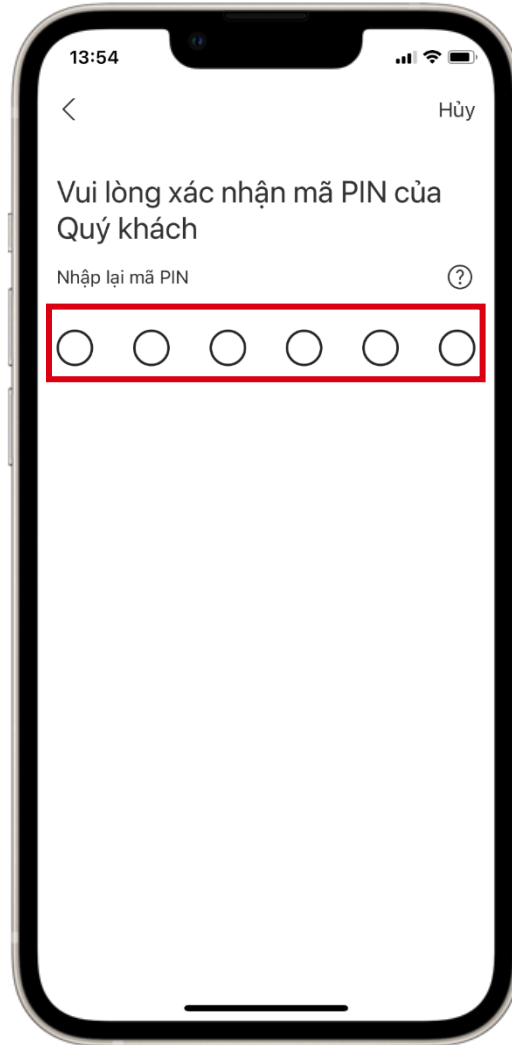 13:54
Hủy
Vui lòng xác nhận mã PIN của
Quý khách
Nhập lại mã PIN
?